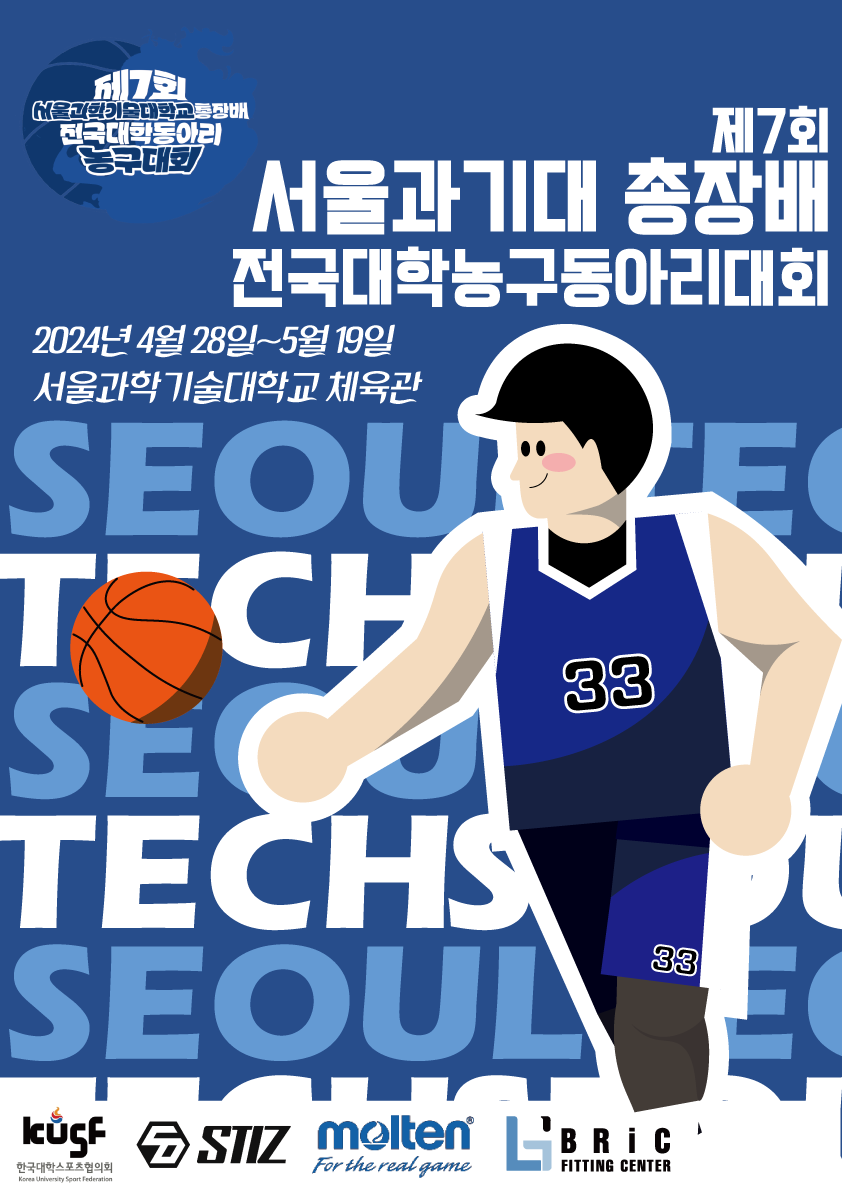 제7회
서울과학기술대학교총장배
전국대학동아리
농구대회
제7회
서울과기대 총장배
전국대학농구동아리대회
2024년 4월 28일~5월 19일
서울과학기술대학교 체육관
SEOUL TEC
TECH
SEOU
TECHS OU
SEOUL EO
TECHSE
33
33
kusf
한국대학스포츠협의회
Korea University Sport Federation
STIZ
molten®
For the real game
BRiC
FITTING CENTER